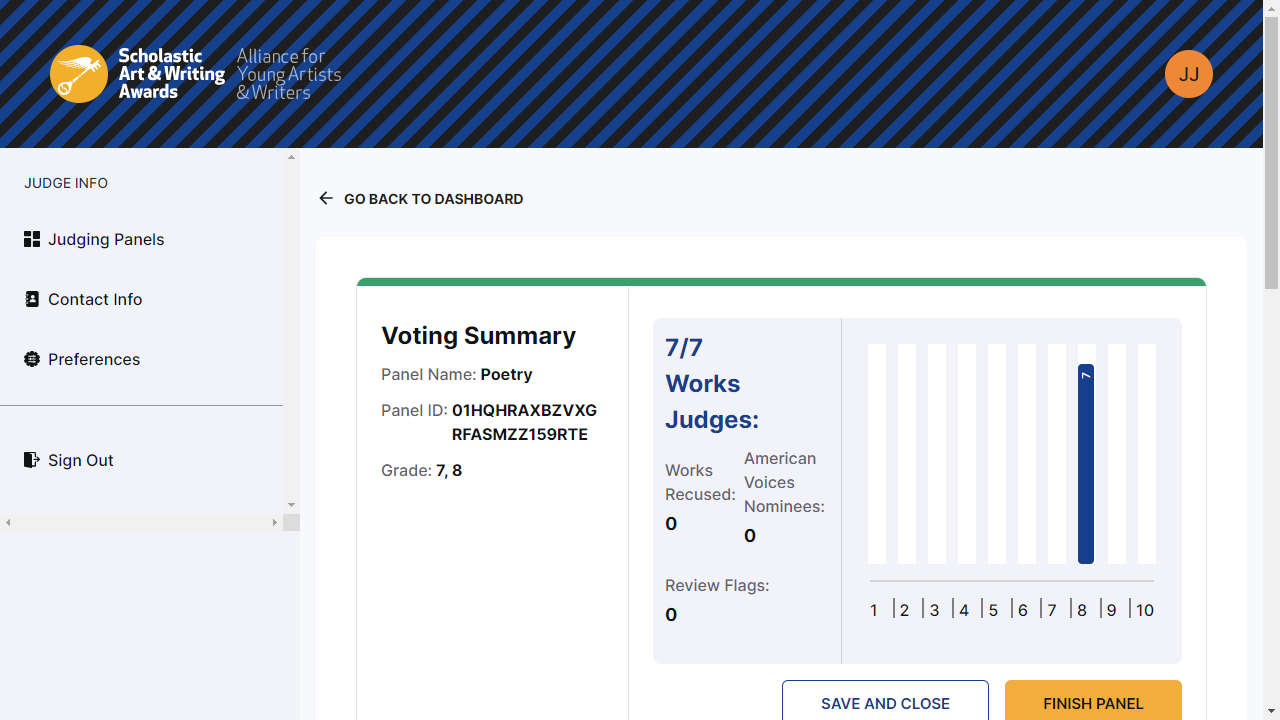 Scholastic
Art & Writing
Awards
Alliance for
Young Artists
& Writers
JJ
JUDGE INFO
Judging Panels
Contact Info
Preferences
Sign Out
GO BACK TO DASHBOARD
Voting Summary
Panel Name: Poetry
Panel ID: 01HQHRAXBZVXG
RFASMZZ159RTE
Grade: 7, 8
7/7
Works
Judges:
Works
Recused:
0
American
Voices
Nominees:
0
Review Flags:
0
7
1 2 3 4 5 6 7 8 9 10
SAVE AND CLOSE
FINISH PANEL